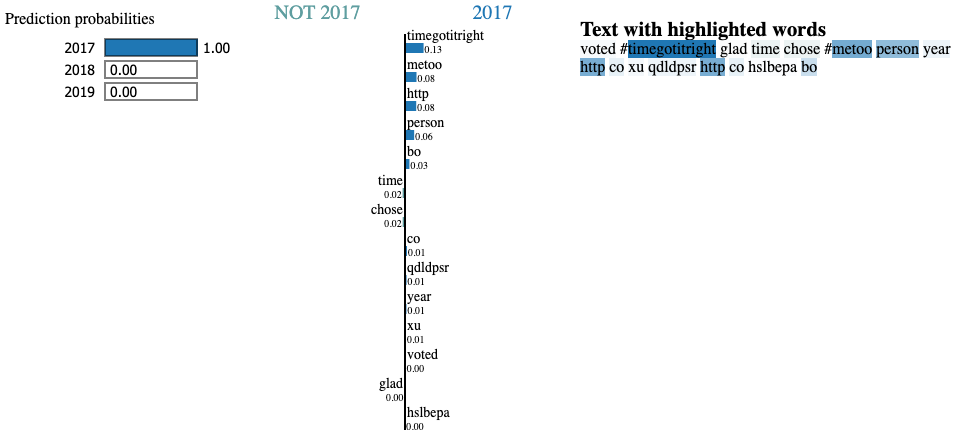 Prediction probabilities
2017 1.00
2018 0.00
2019 0.00
NOT 2017 2017
timegotitright
0.13
metoo
0.08
http
0.08
person
0.06
bo
0.03
time
0.02
chose
0.02
co
0.01
qdldpsr
0.01
year
0.01
xu
0.01
voted
0.00
glad
0.00
hslbepa
0.00
Text with highlighted words
voted #timegotitright glad time chose #metoo person year
http co xu qdldpsr http co hslbepa bo